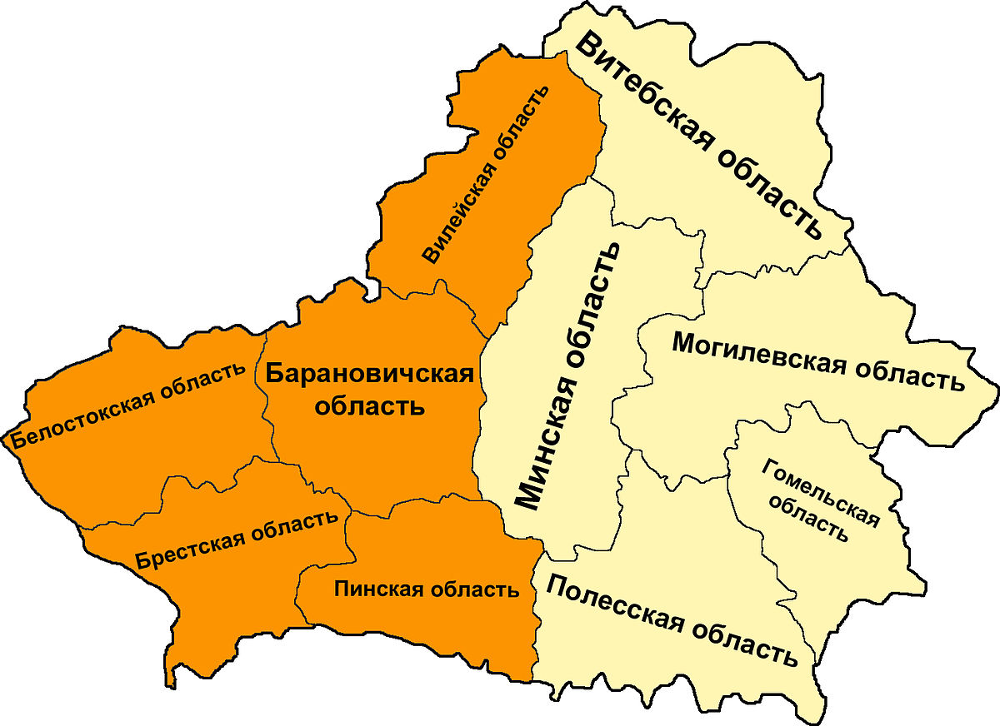 Витебская область
Вилейская область
Минская область
Могилевская область
Барановичская
область
Белостокская область
Гомельская
область
Брестская область
Пинская область
Полесская область